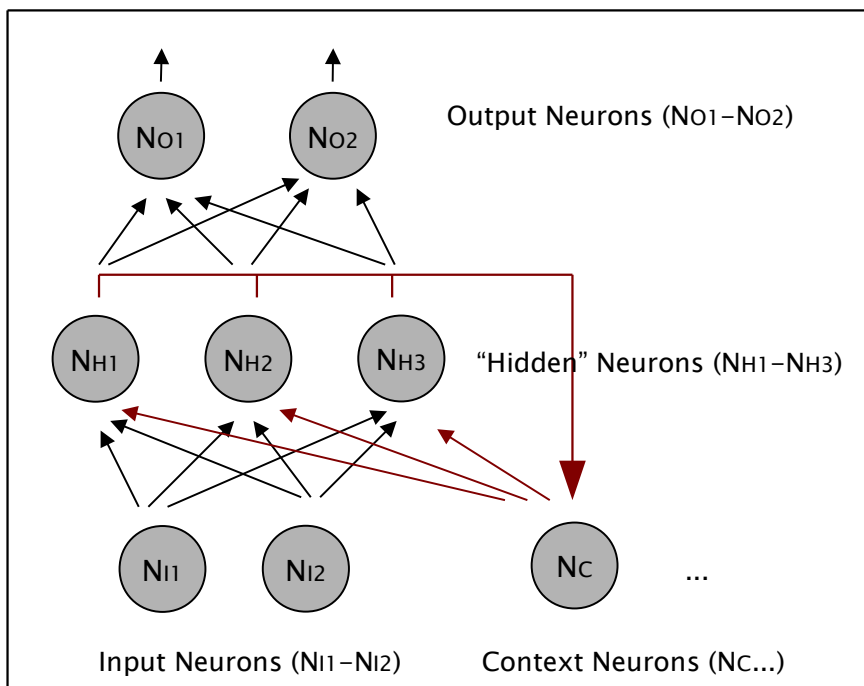 NO1 NO2 Output Neurons (NO1–NO2)
NH1 NH2 NH3 “Hidden” Neurons (NH1–NH3)
NI1 NI2 NC ...
Input Neurons (NI1–NI2) Context Neurons (NC...)